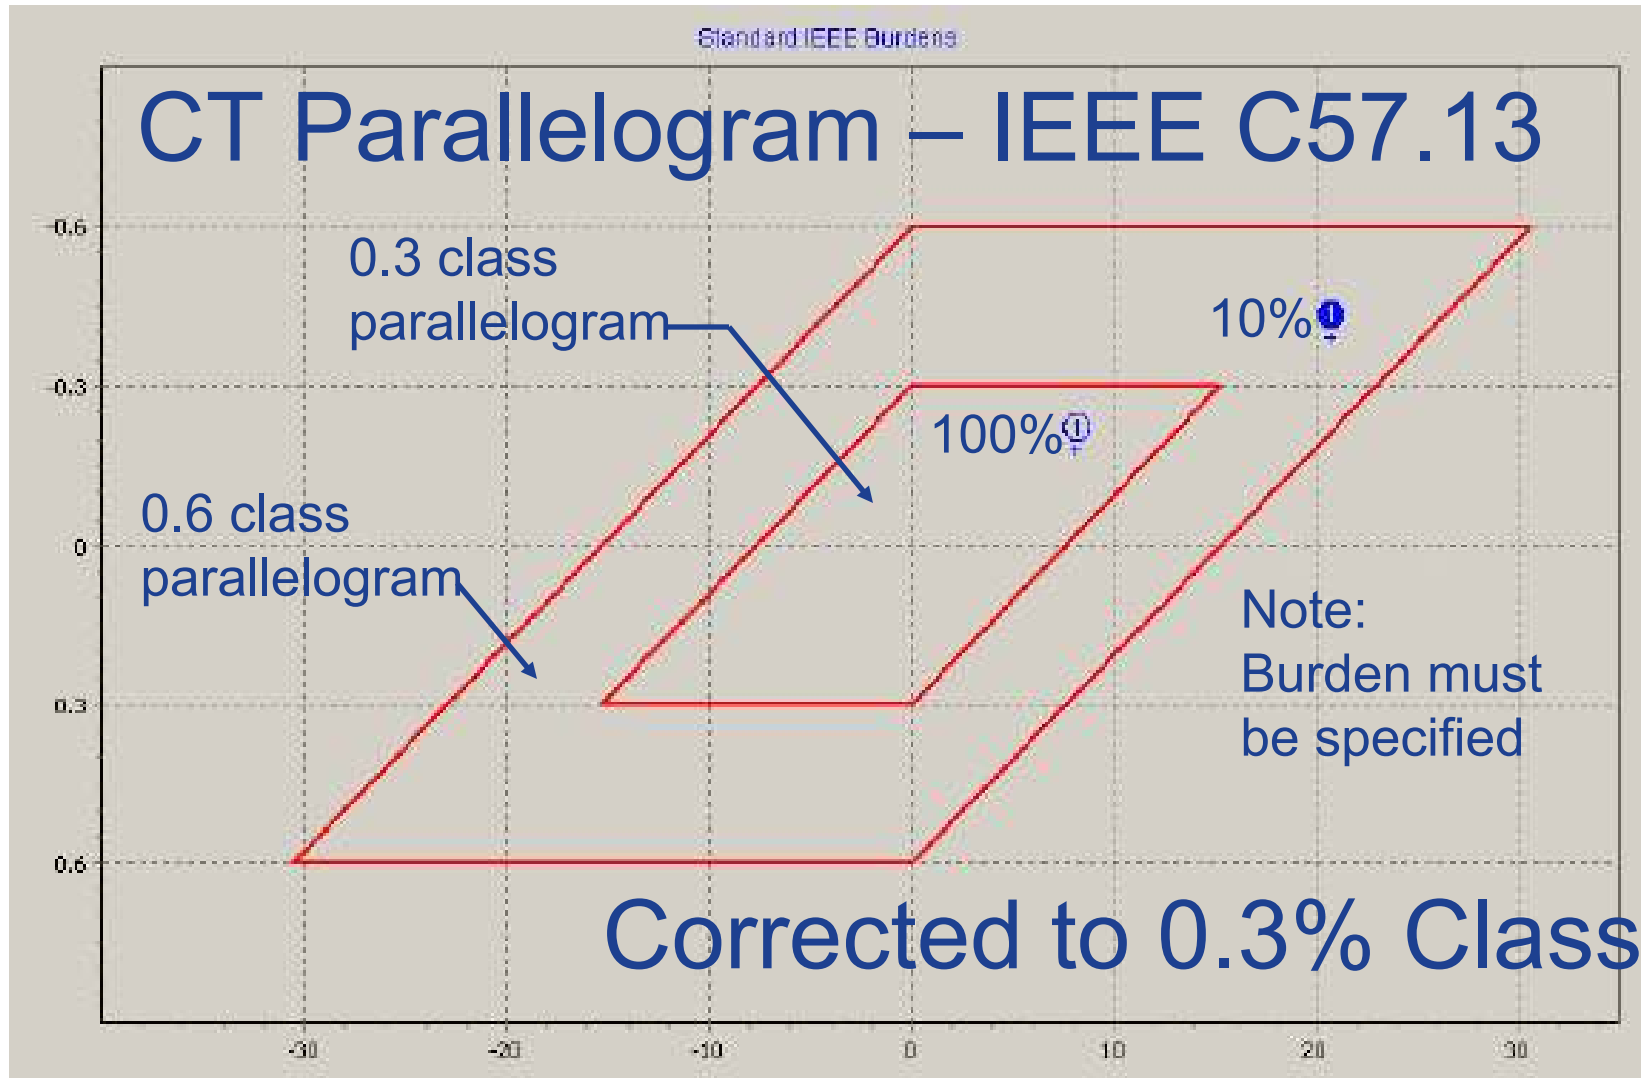 Standard IEEE Burdens
CT Parallelogram – IEEE C57.13
-0.6
0.3 class
parallelogram
10%
1
-0.3
100%
1
0.6 class
parallelogram
0
Note:
Burden must
be specified
0.3
0.6
Corrected to 0.3% Class
-30
-20
-10
0
10
20
30